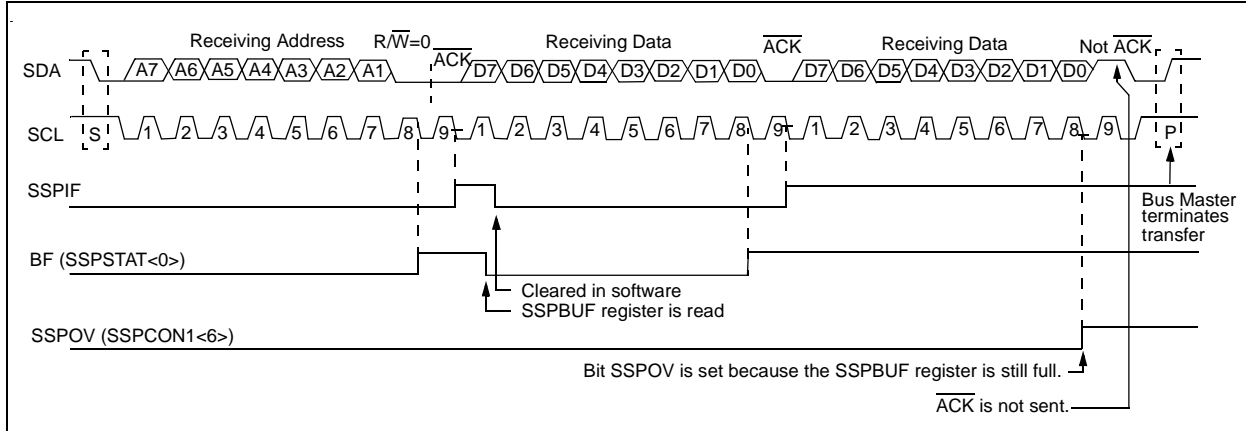 Receiving Address R/W̅=0 A̅C̅K̅ Receiving Data A̅C̅K̅ Receiving Data Not A̅C̅K̅
SDA A7 A6 A5 A4 A3 A2 A1 D7 D6 D5 D4 D3 D2 D1 D0 D7 D6 D5 D4 D3 D2 D1 D0
SCL S 1 2 3 4 5 6 7 8 9 1 2 3 4 5 6 7 8 9 1 2 3 4 5 6 7 8 9 P
SSPIF
Bus Master
terminates
transfer
BF (SSPSTAT<0>)
Cleared in software
SSPBUF register is read
SSPOV (SSPCON1<6>)
Bit SSPOV is set because the SSPBUF register is still full.
A̅C̅K̅ is not sent.